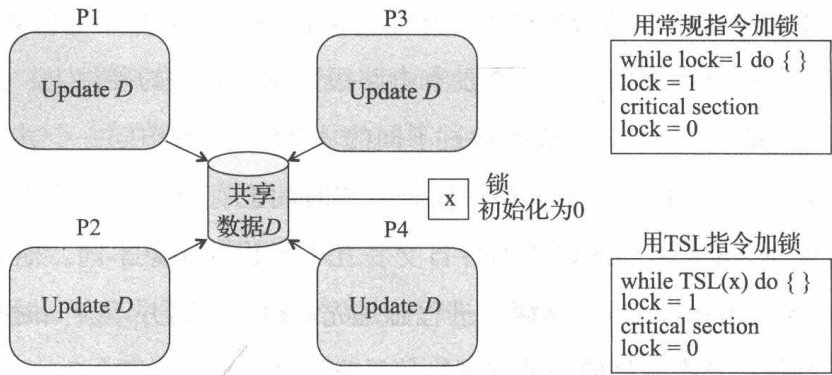 P1
Update D
P3
Update D
共享
数据D
x
锁
初始化为0
P2
Update D
P4
Update D
用常规指令加锁
while lock=1 do { }
lock = 1
critical section
lock = 0
用TSL指令加锁
while TSL(x) do { }
lock = 1
critical section
lock = 0